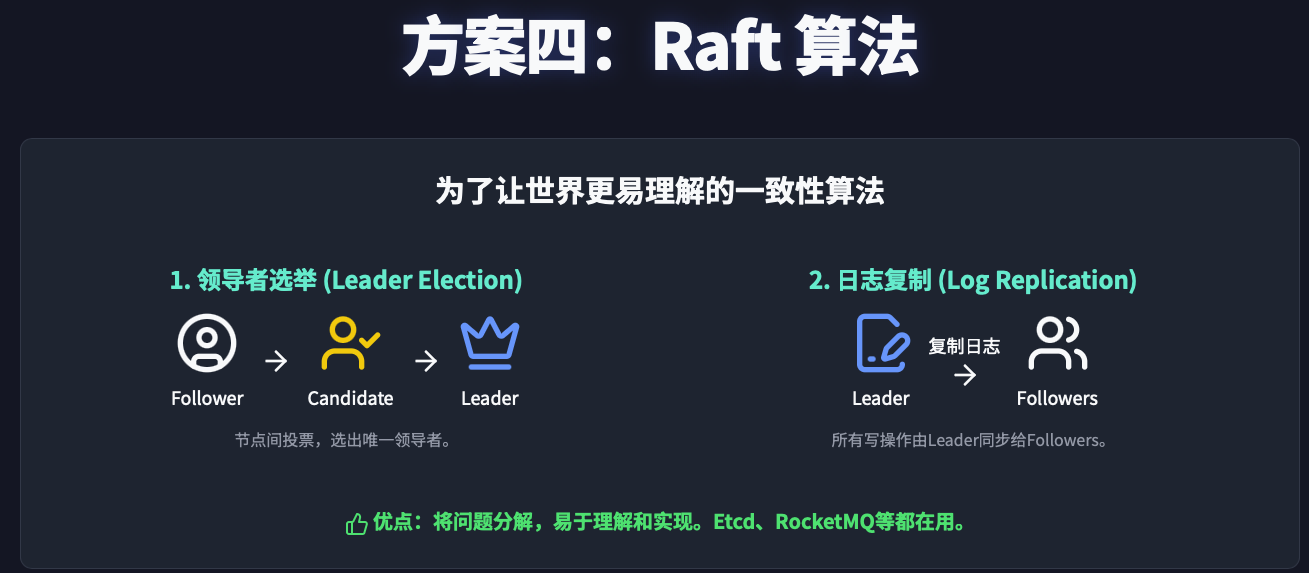 方案四：Raft 算法
为了让世界更易理解的一致性算法
1. 领导者选举 (Leader Election)
Follower
Candidate
Leader
节点间投票，选出唯一领导者。
2. 日志复制 (Log Replication)
复制日志
Leader
Followers
所有写操作由Leader同步给Followers。
优点：将问题分解，易于理解和实现。Etcd、RocketMQ等都在用。